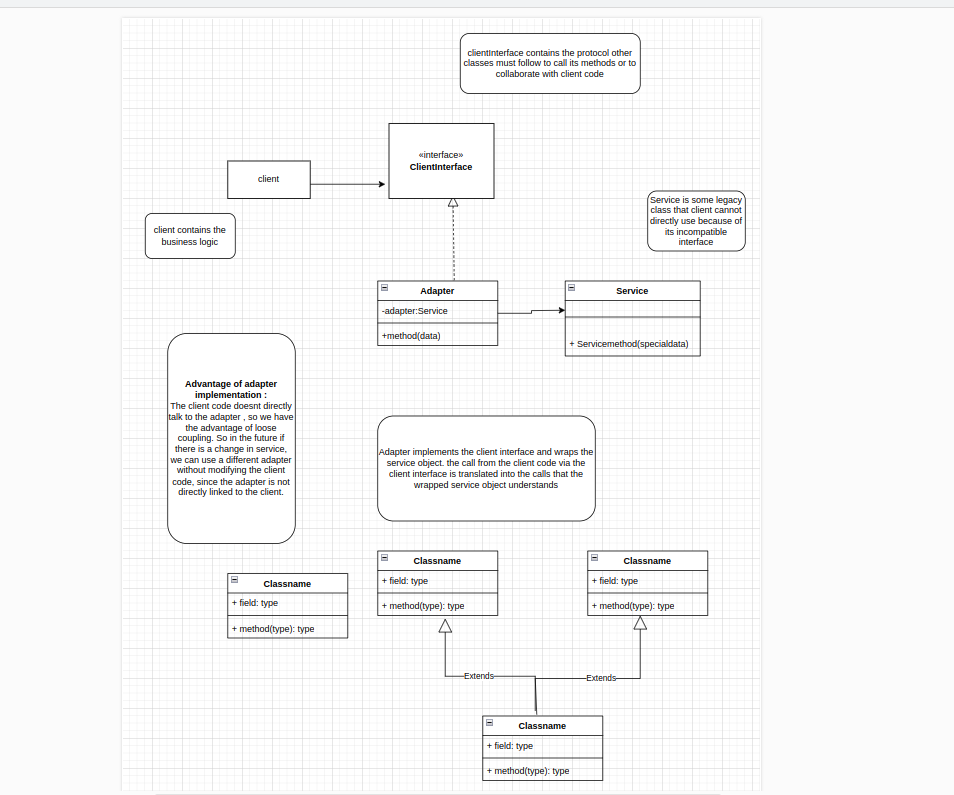 clientInterface contains the protocol other
classes must follow to call its methods or to
collaborate with client code
«interface»
ClientInterface
client
Service is some legacy
class that client cannot
directly use because of
its incompatible
interface
client contains the
business logic
Adapter
-adapter:Service
+method(data)
Service
+ Servicemethod(specialdata)
Advantage of adapter
implementation :
The client code doesnt directly
talk to the adapter , so we have
the advantage of loose
coupling. So in the future if
there is a change in service,
we can use a different adapter
without modifying the client
code, since the adapter is not
directly linked to the client.
Adapter implements the client interface and wraps the
service object. the call from the client code via the
client interface is translated into the calls that the
wrapped service object understands
Classname
+ field: type
+ method(type): type
Classname
+ field: type
+ method(type): type
Classname
+ field: type
+ method(type): type
Extends
Extends
Classname
+ field: type
+ method(type): type